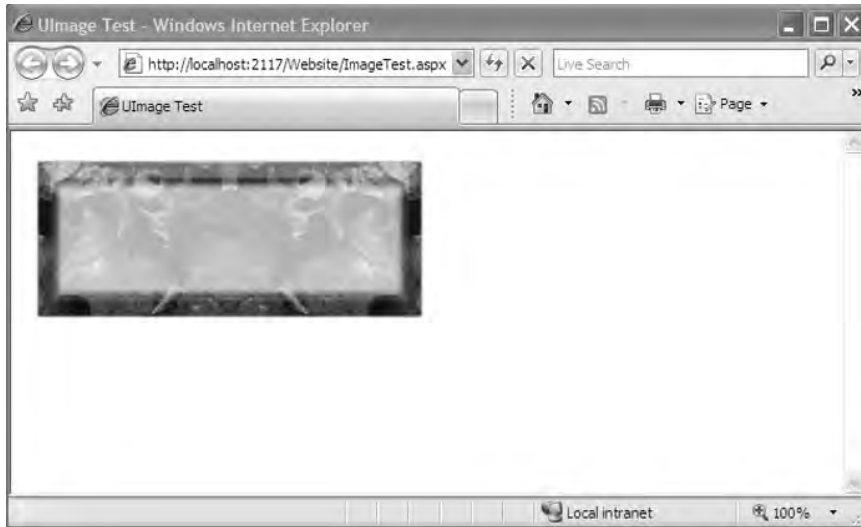 UImage Test - Windows Internet Explorer
http://localhost:2117/Website/ImageTest.aspx
Live Search
UImage Test
Page
Local intranet
100%